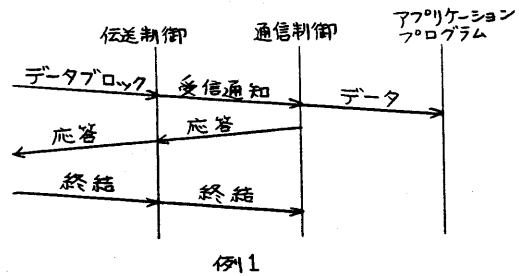 伝送制御
通信制御
アプリケーション
プログラム
データブロック
受信通知
データ
応答
応答
終結
終結
例1